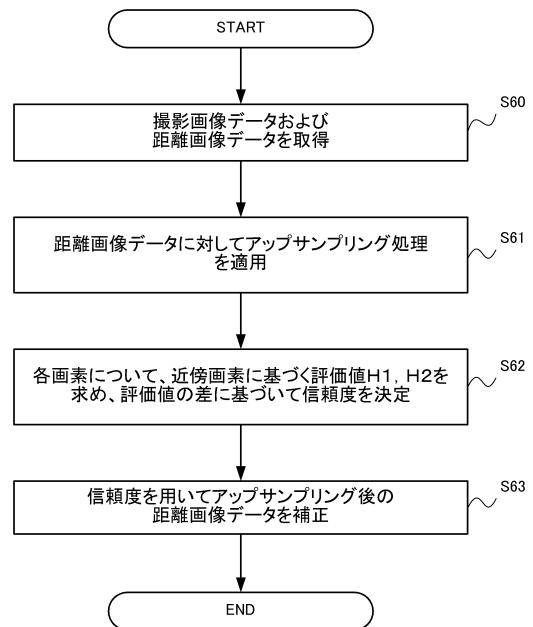 START
S60
撮影画像データおよび
距離画像データを取得
S61
距離画像データに対してアップサンプリング処理
を適用
S62
各画素について、近傍画素に基づく評価値H1, H2を
求め、評価値の差に基づいて信頼度を決定
S63
信頼度を用いてアップサンプリング後の
距離画像データを補正
END